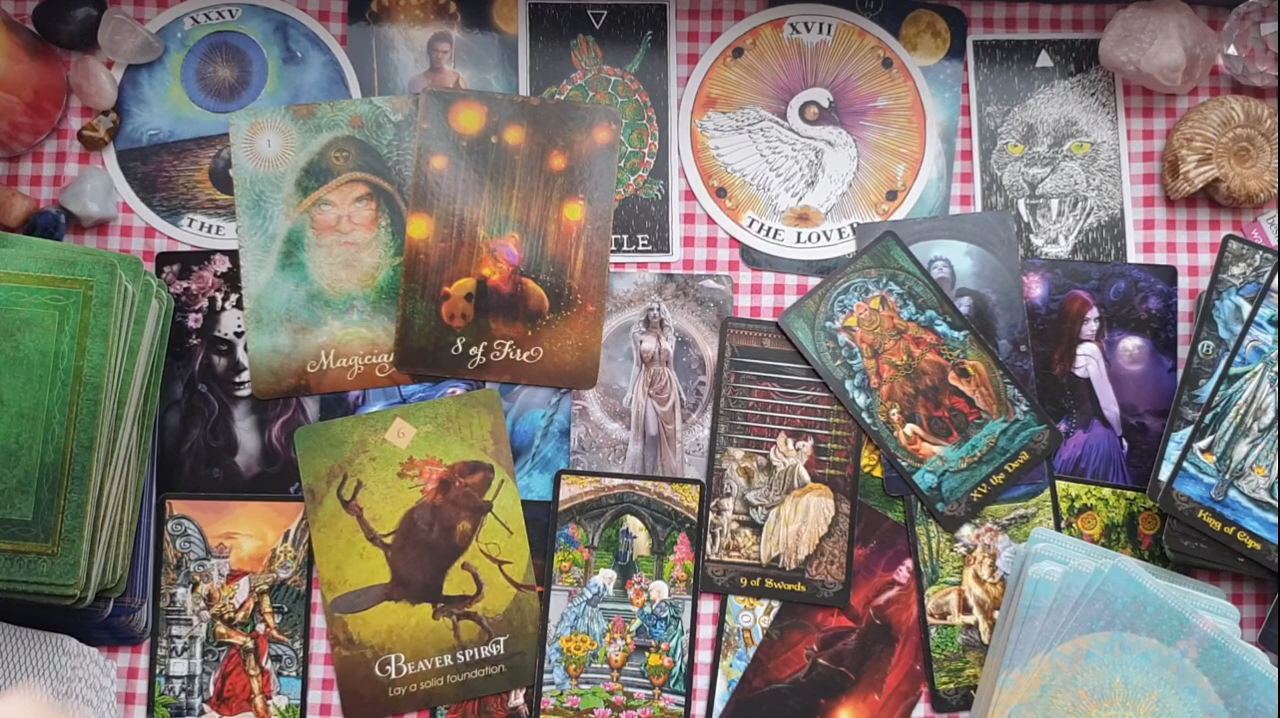 XXXV
THE
XVII
THE LOVER
TLE
1
Magician
8 of Fire
6
BEAVER SPIRIT
Lay a solid foundation.
9 of Swords
XV. the Devil
King of Cups